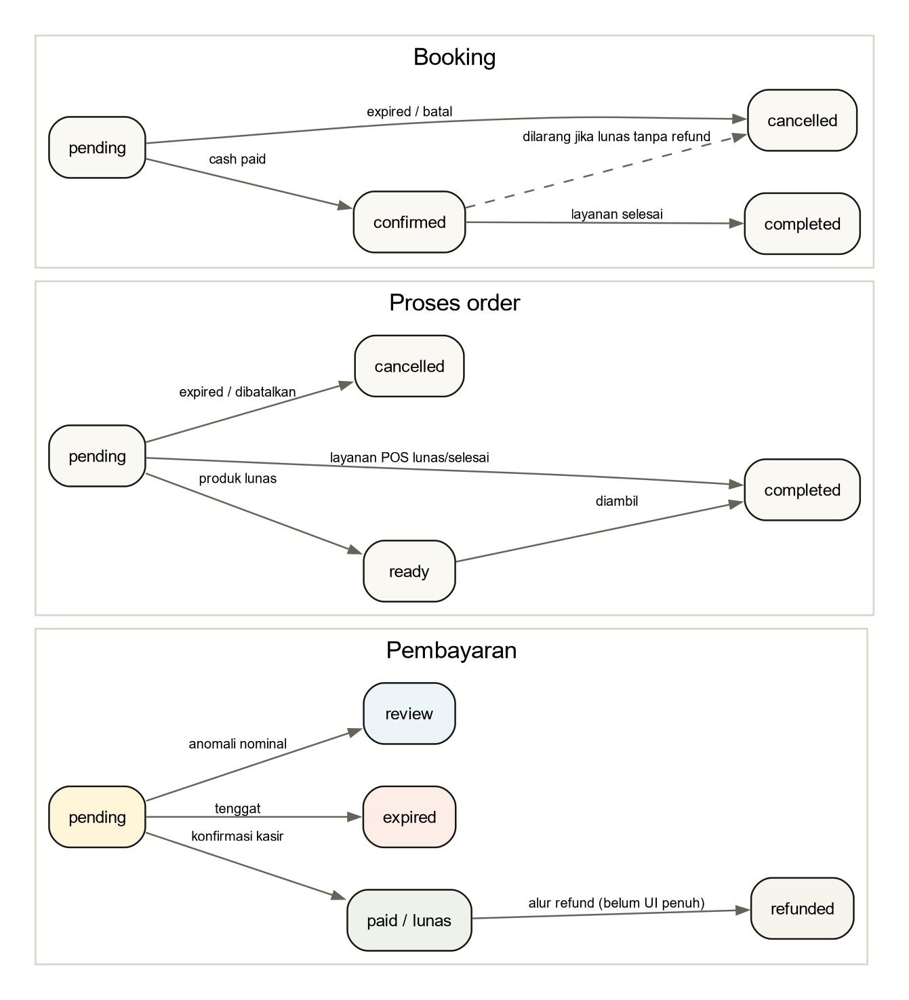 Booking
pending
expired / batal
cancelled
dilarang jika lunas tanpa refund
cash paid
confirmed
layanan selesai
completed
Proses order
cancelled
expired / dibatalkan
pending
layanan POS lunas/selesai
produk lunas
completed
diambil
ready
Pembayaran
review
anomali nominal
pending
tenggat
expired
konfirmasi kasir
paid / lunas
alur refund (belum UI penuh)
refunded